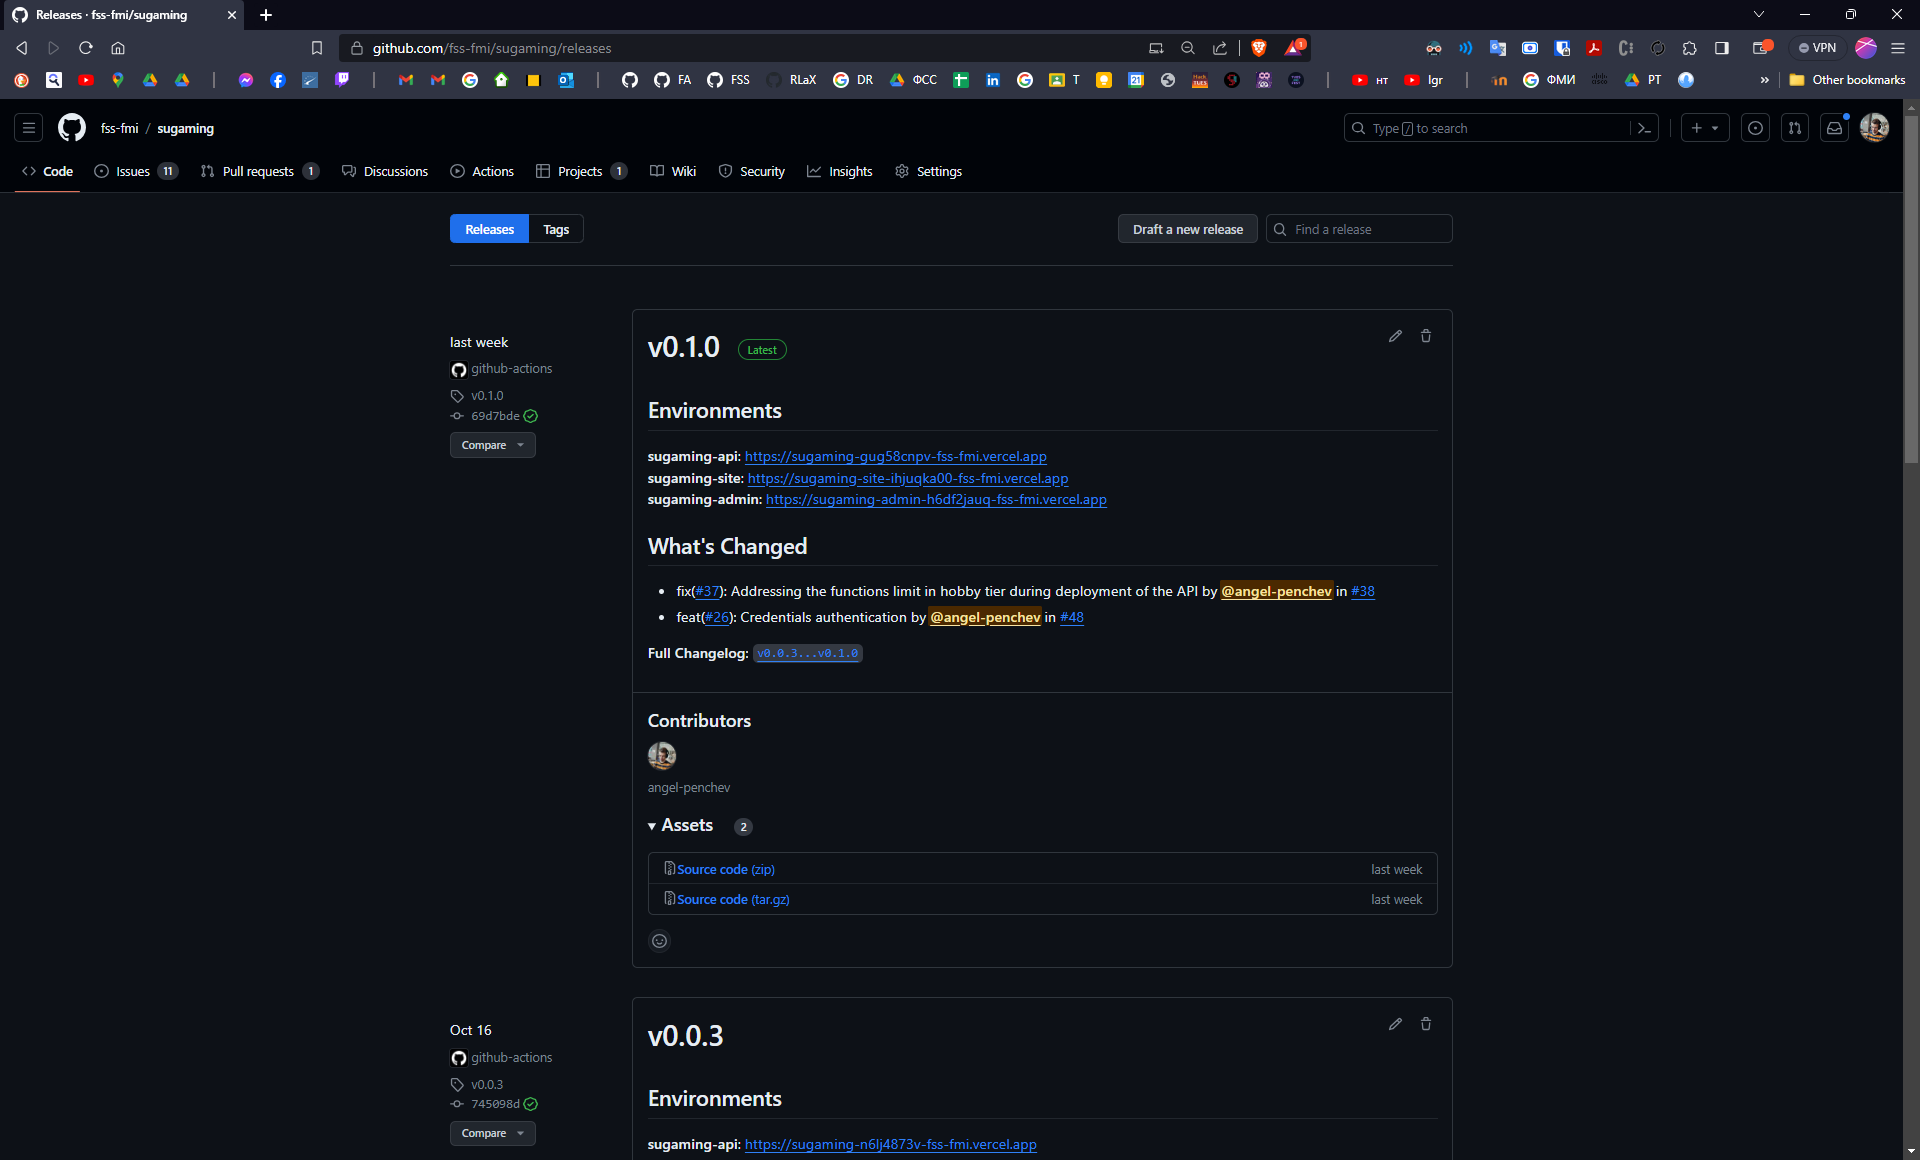 Releases · fss-fmi/sugaming
github.com/fss-fmi/sugaming/releases
1
VPN
FA
FSS
RLaX
DR
ФСС
T
21
нт
Igr
ФМИ
PT
»
Other bookmarks
fss-fmi / sugaming
Type / to search
Code
Issues 11
Pull requests 1
Discussions
Actions
Projects 1
Wiki
Security
Insights
Settings
Releases
Tags
Draft a new release
Find a release
last week
github-actions
v0.1.0
69d7bde
Compare
v0.1.0 Latest
Environments
sugaming-api: https://sugaming-gug58cnpv-fss-fmi.vercel.app
sugaming-site: https://sugaming-site-ihjuqka00-fss-fmi.vercel.app
sugaming-admin: https://sugaming-admin-h6df2jauq-fss-fmi.vercel.app
What's Changed
• fix(#37): Addressing the functions limit in hobby tier during deployment of the API by @angel-penchev in #38
• feat(#26): Credentials authentication by @angel-penchev in #48
Full Changelog: v0.0.3...v0.1.0
Contributors
angel-penchev
Assets 2
Source code (zip) last week
Source code (tar.gz) last week
Oct 16
github-actions
v0.0.3
745098d
Compare
v0.0.3
Environments
sugaming-api: https://sugaming-n6lj4873v-fss-fmi.vercel.app